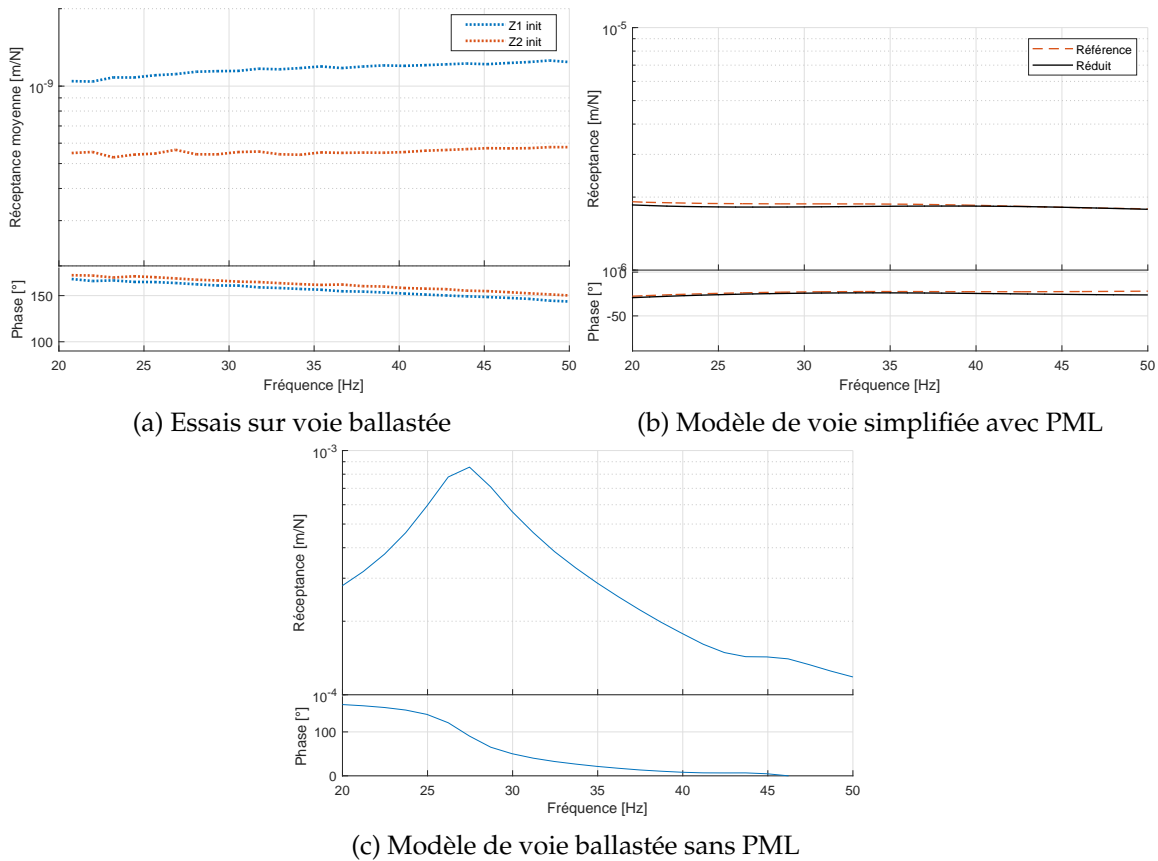 Z1 init
Z2 init
10^-9
Réceptance moyenne [m/N]
150
100
Phase [°]
20 25 30 35 40 45 50
Fréquence [Hz]
(a) Essais sur voie ballastée
10^-5
Référence
Réduit
Réceptance [m/N]
10^-6
0
-50
Phase [°]
20 25 30 35 40 45 50
Fréquence [Hz]
(b) Modèle de voie simplifiée avec PML
10^-3
Réceptance [m/N]
10^-4
100
0
Phase [°]
20 25 30 35 40 45 50
Fréquence [Hz]
(c) Modèle de voie ballastée sans PML